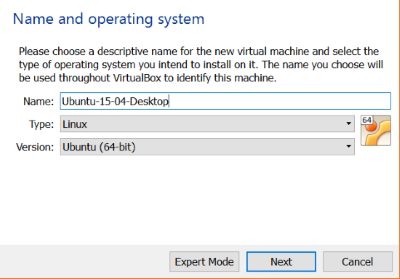 Name and operating system
Please choose a descriptive name for the new virtual machine and select the
type of operating system you intend to install on it. The name you choose will
be used throughout VirtualBox to identify this machine.
Name: Ubuntu-15-04-Desktop
Type: Linux
64
Version: Ubuntu (64-bit)
Expert Mode Next Cancel